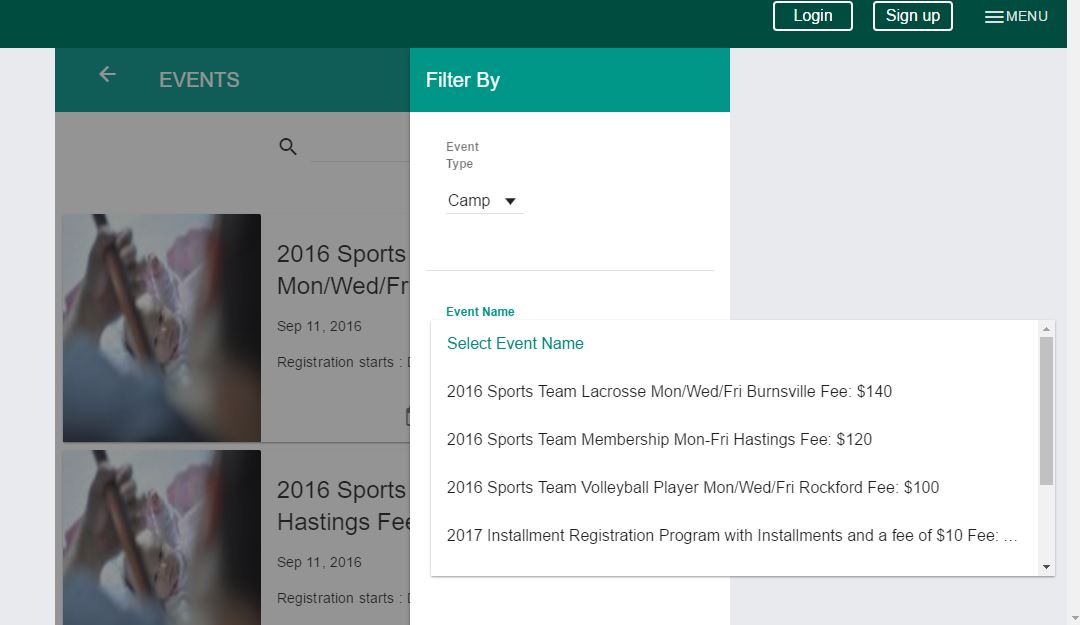 Login
Sign up
MENU
EVENTS
Filter By
Event
Type
Camp
2016 Sports
Mon/Wed/Fr
Sep 11, 2016
Registration starts :
Event Name
Select Event Name
2016 Sports Team Lacrosse Mon/Wed/Fri Burnsville Fee: $140
2016 Sports Team Membership Mon-Fri Hastings Fee: $120
2016 Sports Team Volleyball Player Mon/Wed/Fri Rockford Fee: $100
2017 Installment Registration Program with Installments and a fee of $10 Fee: …
2016 Sports
Hastings Fee
Sep 11, 2016
Registration starts :